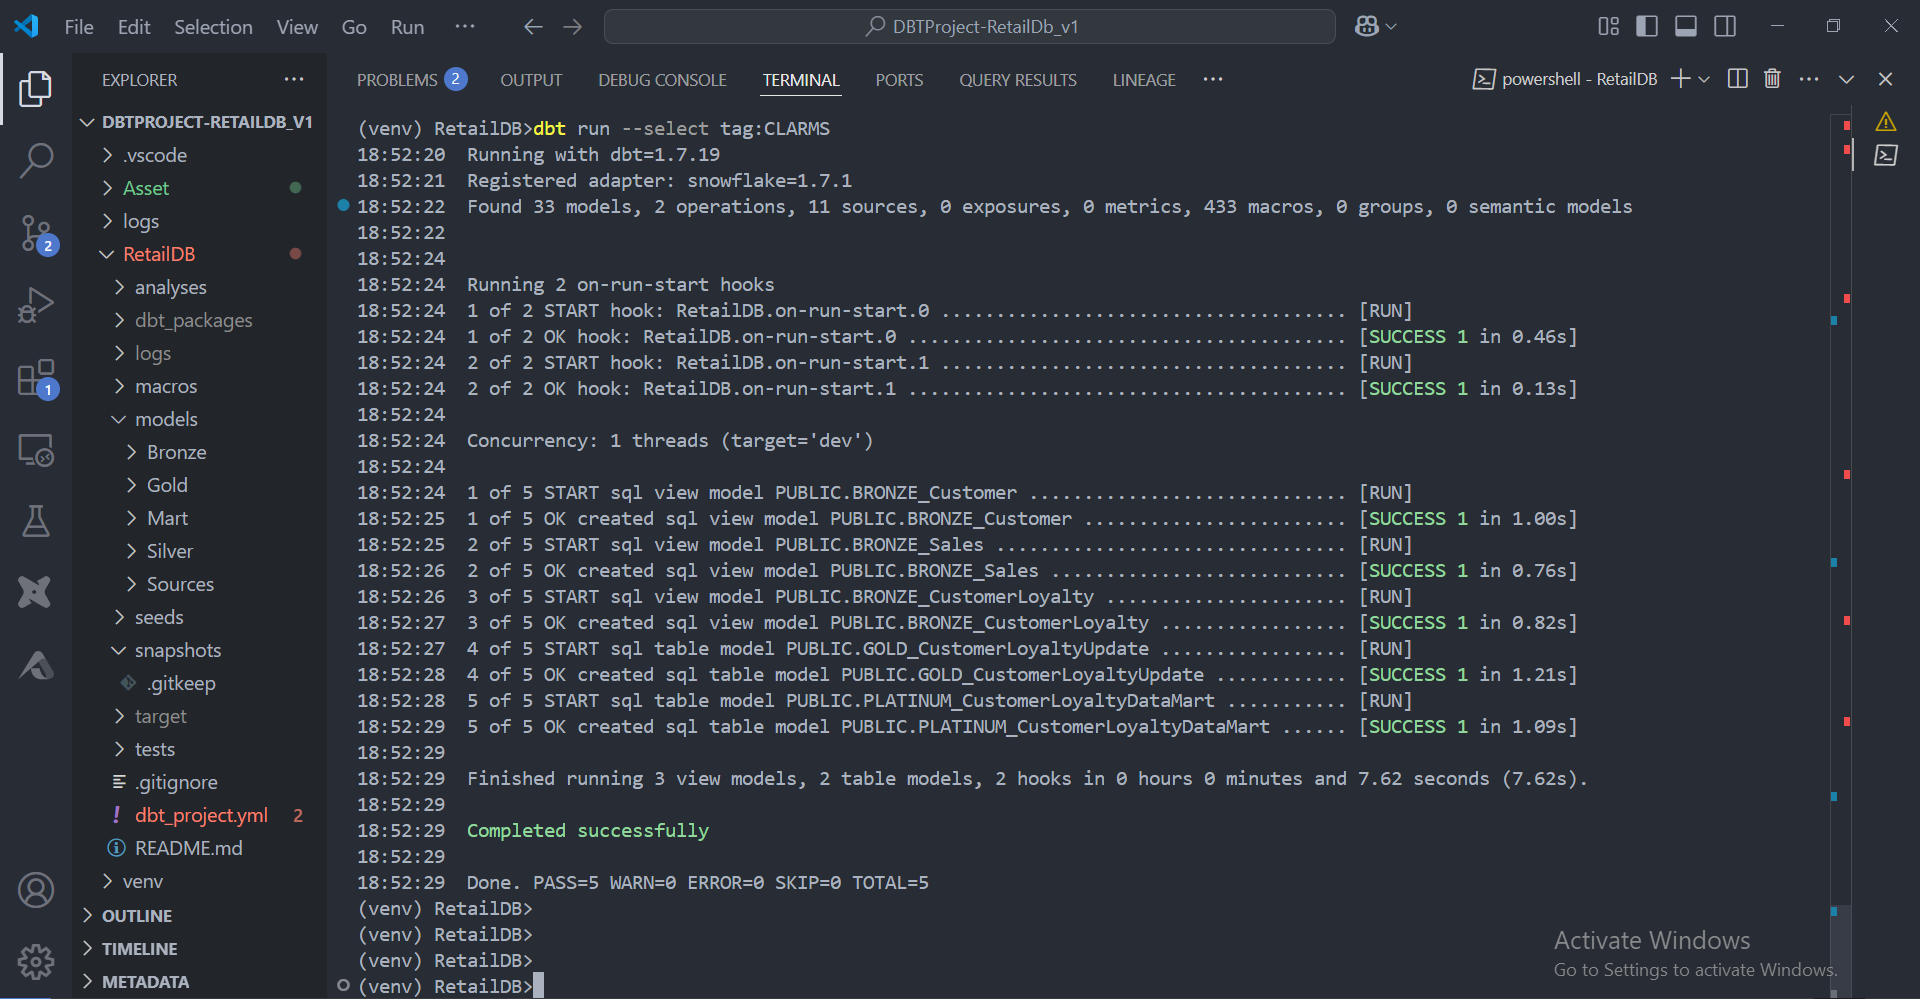 File Edit Selection View Go Run ··· DBTProject-RetailDb_v1
EXPLORER ···
DBTPROJECT-RETAILDB_V1
.vscode
Asset
logs
RetailDB
analyses
dbt_packages
logs
macros
models
Bronze
Gold
Mart
Silver
Sources
seeds
snapshots
.gitkeep
target
tests
.gitignore
! dbt_project.yml 2
README.md
venv
OUTLINE
TIMELINE
METADATA
2
1
PROBLEMS 2 OUTPUT DEBUG CONSOLE TERMINAL PORTS QUERY RESULTS LINEAGE ··· powershell - RetailDB
(venv) RetailDB>dbt run --select tag:CLARMS
18:52:20  Running with dbt=1.7.19
18:52:21  Registered adapter: snowflake=1.7.1
18:52:22  Found 33 models, 2 operations, 11 sources, 0 exposures, 0 metrics, 433 macros, 0 groups, 0 semantic models
18:52:22
18:52:24
18:52:24  Running 2 on-run-start hooks
18:52:24  1 of 2 START hook: RetailDB.on-run-start.0 ..................................... [RUN]
18:52:24  1 of 2 OK hook: RetailDB.on-run-start.0 ........................................ [SUCCESS 1 in 0.46s]
18:52:24  2 of 2 START hook: RetailDB.on-run-start.1 ..................................... [RUN]
18:52:24  2 of 2 OK hook: RetailDB.on-run-start.1 ........................................ [SUCCESS 1 in 0.13s]
18:52:24
18:52:24  Concurrency: 1 threads (target='dev')
18:52:24
18:52:24  1 of 5 START sql view model PUBLIC.BRONZE_Customer ............................. [RUN]
18:52:25  1 of 5 OK created sql view model PUBLIC.BRONZE_Customer ........................ [SUCCESS 1 in 1.00s]
18:52:25  2 of 5 START sql view model PUBLIC.BRONZE_Sales ................................ [RUN]
18:52:26  2 of 5 OK created sql view model PUBLIC.BRONZE_Sales ........................... [SUCCESS 1 in 0.76s]
18:52:26  3 of 5 START sql view model PUBLIC.BRONZE_CustomerLoyalty ...................... [RUN]
18:52:27  3 of 5 OK created sql view model PUBLIC.BRONZE_CustomerLoyalty ................. [SUCCESS 1 in 0.82s]
18:52:27  4 of 5 START sql table model PUBLIC.GOLD_CustomerLoyaltyUpdate ................. [RUN]
18:52:28  4 of 5 OK created sql table model PUBLIC.GOLD_CustomerLoyaltyUpdate ............ [SUCCESS 1 in 1.21s]
18:52:28  5 of 5 START sql table model PUBLIC.PLATINUM_CustomerLoyaltyDataMart ........... [RUN]
18:52:29  5 of 5 OK created sql table model PUBLIC.PLATINUM_CustomerLoyaltyDataMart ...... [SUCCESS 1 in 1.09s]
18:52:29
18:52:29  Finished running 3 view models, 2 table models, 2 hooks in 0 hours 0 minutes and 7.62 seconds (7.62s).
18:52:29
18:52:29  Completed successfully
18:52:29
18:52:29  Done. PASS=5 WARN=0 ERROR=0 SKIP=0 TOTAL=5
(venv) RetailDB>
(venv) RetailDB>
(venv) RetailDB>
(venv) RetailDB>
Activate Windows
Go to Settings to activate Windows.